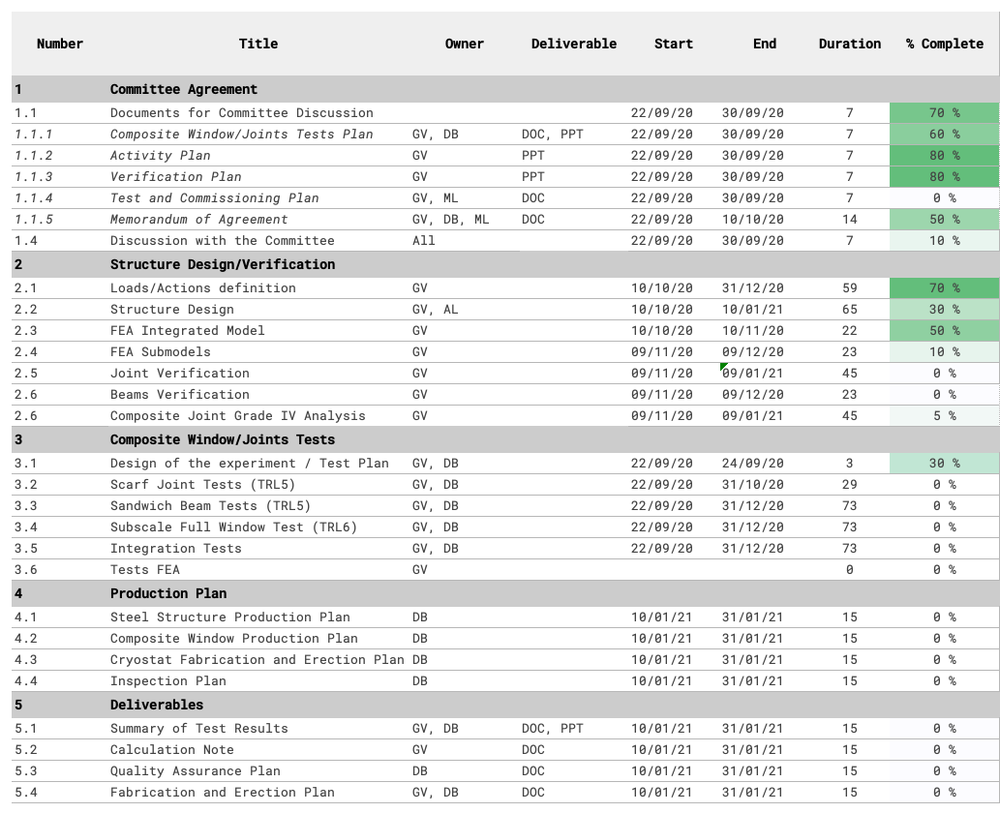 Number Title Owner Deliverable Start End Duration % Complete
1 Committee Agreement
1.1 Documents for Committee Discussion 22/09/20 30/09/20 7 70 %
1.1.1 Composite Window/Joints Tests Plan GV, DB DOC, PPT 22/09/20 30/09/20 7 60 %
1.1.2 Activity Plan GV PPT 22/09/20 30/09/20 7 80 %
1.1.3 Verification Plan GV PPT 22/09/20 30/09/20 7 80 %
1.1.4 Test and Commissioning Plan GV, ML DOC 22/09/20 30/09/20 7 0 %
1.1.5 Memorandum of Agreement GV, DB, ML DOC 22/09/20 10/10/20 14 50 %
1.4 Discussion with the Committee All 22/09/20 30/09/20 7 10 %
2 Structure Design/Verification
2.1 Loads/Actions definition GV 10/10/20 31/12/20 59 70 %
2.2 Structure Design GV, AL 10/10/20 10/01/21 65 30 %
2.3 FEA Integrated Model GV 10/10/20 10/11/20 22 50 %
2.4 FEA Submodels GV 09/11/20 09/12/20 23 10 %
2.5 Joint Verification GV 09/11/20 09/01/21 45 0 %
2.6 Beams Verification GV 09/11/20 09/12/20 23 0 %
2.6 Composite Joint Grade IV Analysis GV 09/11/20 09/01/21 45 5 %
3 Composite Window/Joints Tests
3.1 Design of the experiment / Test Plan GV, DB 22/09/20 24/09/20 3 30 %
3.2 Scarf Joint Tests (TRL5) GV, DB 22/09/20 31/10/20 29 0 %
3.3 Sandwich Beam Tests (TRL5) GV, DB 22/09/20 31/12/20 73 0 %
3.4 Subscale Full Window Test (TRL6) GV, DB 22/09/20 31/12/20 73 0 %
3.5 Integration Tests GV, DB 22/09/20 31/12/20 73 0 %
3.6 Tests FEA GV 0 0 %
4 Production Plan
4.1 Steel Structure Production Plan DB 10/01/21 31/01/21 15 0 %
4.2 Composite Window Production Plan DB 10/01/21 31/01/21 15 0 %
4.3 Cryostat Fabrication and Erection Plan DB 10/01/21 31/01/21 15 0 %
4.4 Inspection Plan DB 10/01/21 31/01/21 15 0 %
5 Deliverables
5.1 Summary of Test Results GV, DB DOC, PPT 10/01/21 31/01/21 15 0 %
5.2 Calculation Note GV DOC 10/01/21 31/01/21 15 0 %
5.3 Quality Assurance Plan DB DOC 10/01/21 31/01/21 15 0 %
5.4 Fabrication and Erection Plan GV, DB DOC 10/01/21 31/01/21 15 0 %